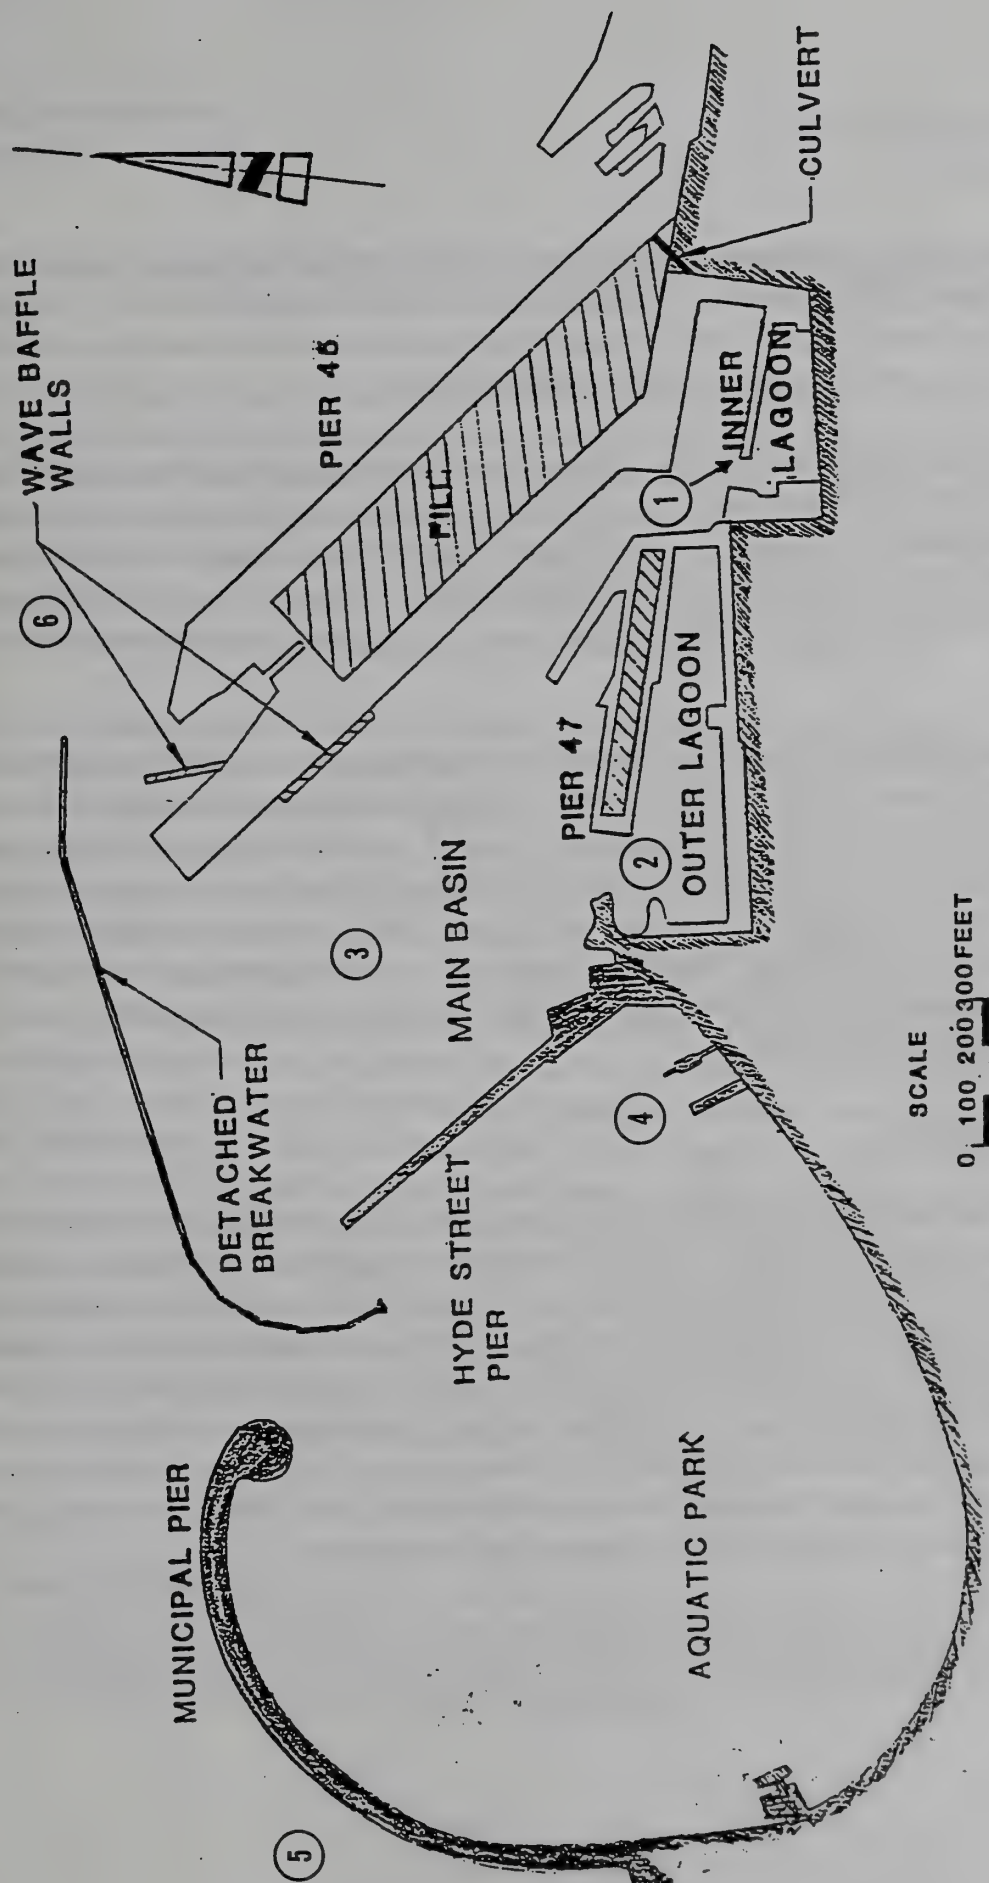 WAVE BAFFLE
WALLS
6
PIER 45
FILL
CULVERT
INNER
LAGOON
1
DETACHED
BREAKWATER
3
MAIN BASIN
PIER 47
2
OUTER LAGOON
HYDE STREET
PIER
4
MUNICIPAL PIER
5
AQUATIC PARK
SCALE
0 100 200 300 FEET